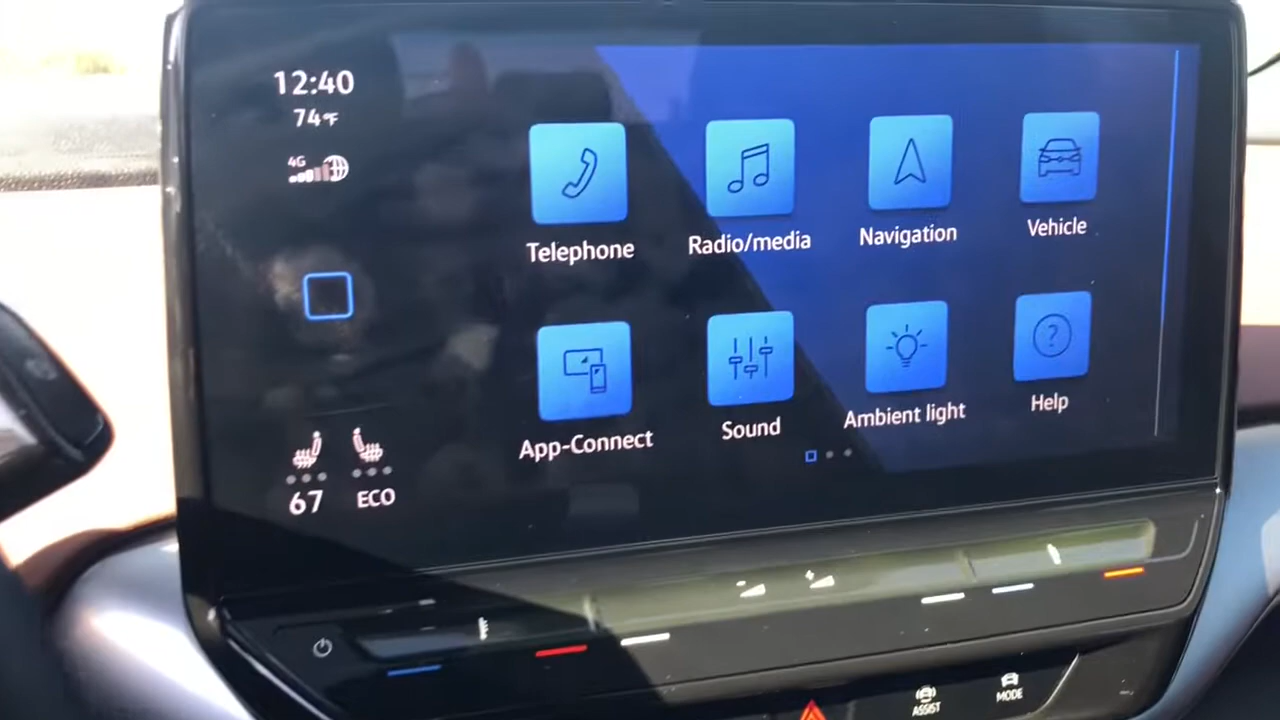 12:40
74°F
4G
Telephone
Radio/media
Navigation
Vehicle
App-Connect
Sound
Ambient light
Help
?
67 ECO
ASSIST
MODE